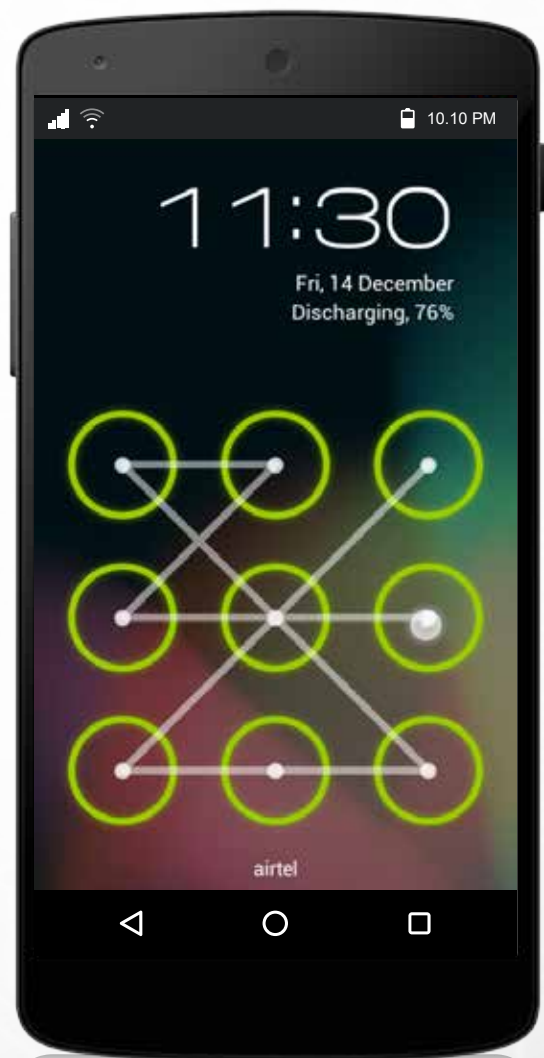 10.10 PM
11:30
Fri, 14 December
Discharging, 76%
airtel